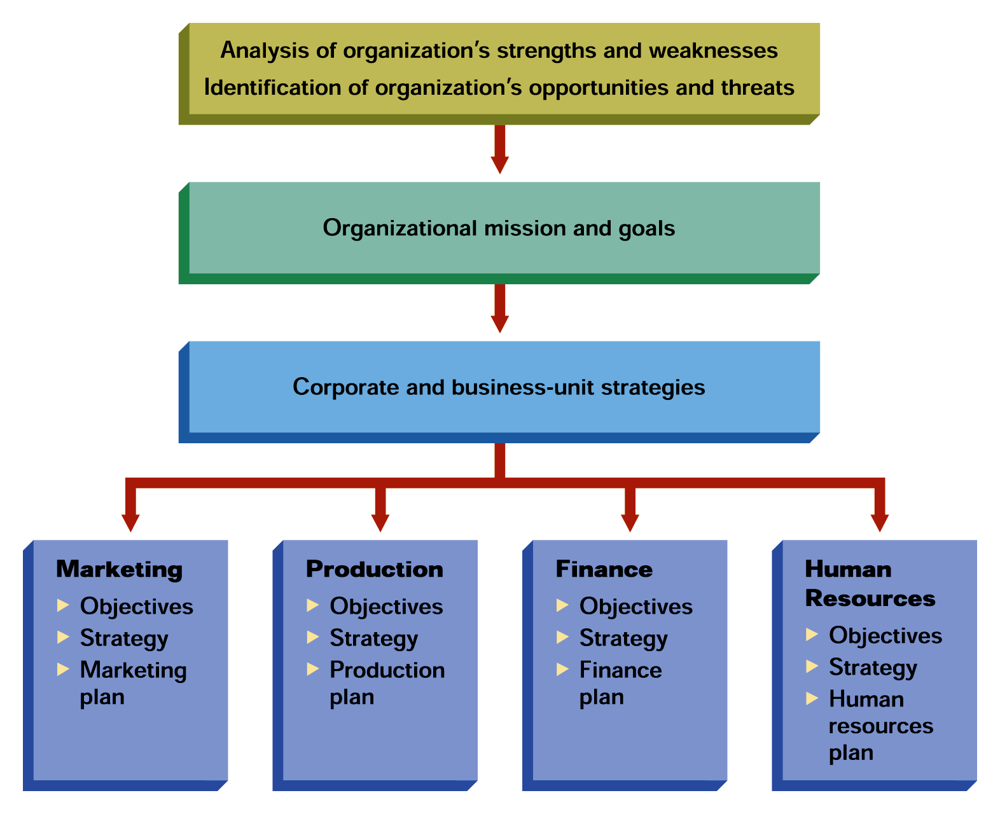 Analysis of organization's strengths and weaknesses
Identification of organization's opportunities and threats
Organizational mission and goals
Corporate and business-unit strategies
Marketing
Objectives
Strategy
Marketing
plan
Production
Objectives
Strategy
Production
plan
Finance
Objectives
Strategy
Finance
plan
Human
Resources
Objectives
Strategy
Human
resources
plan